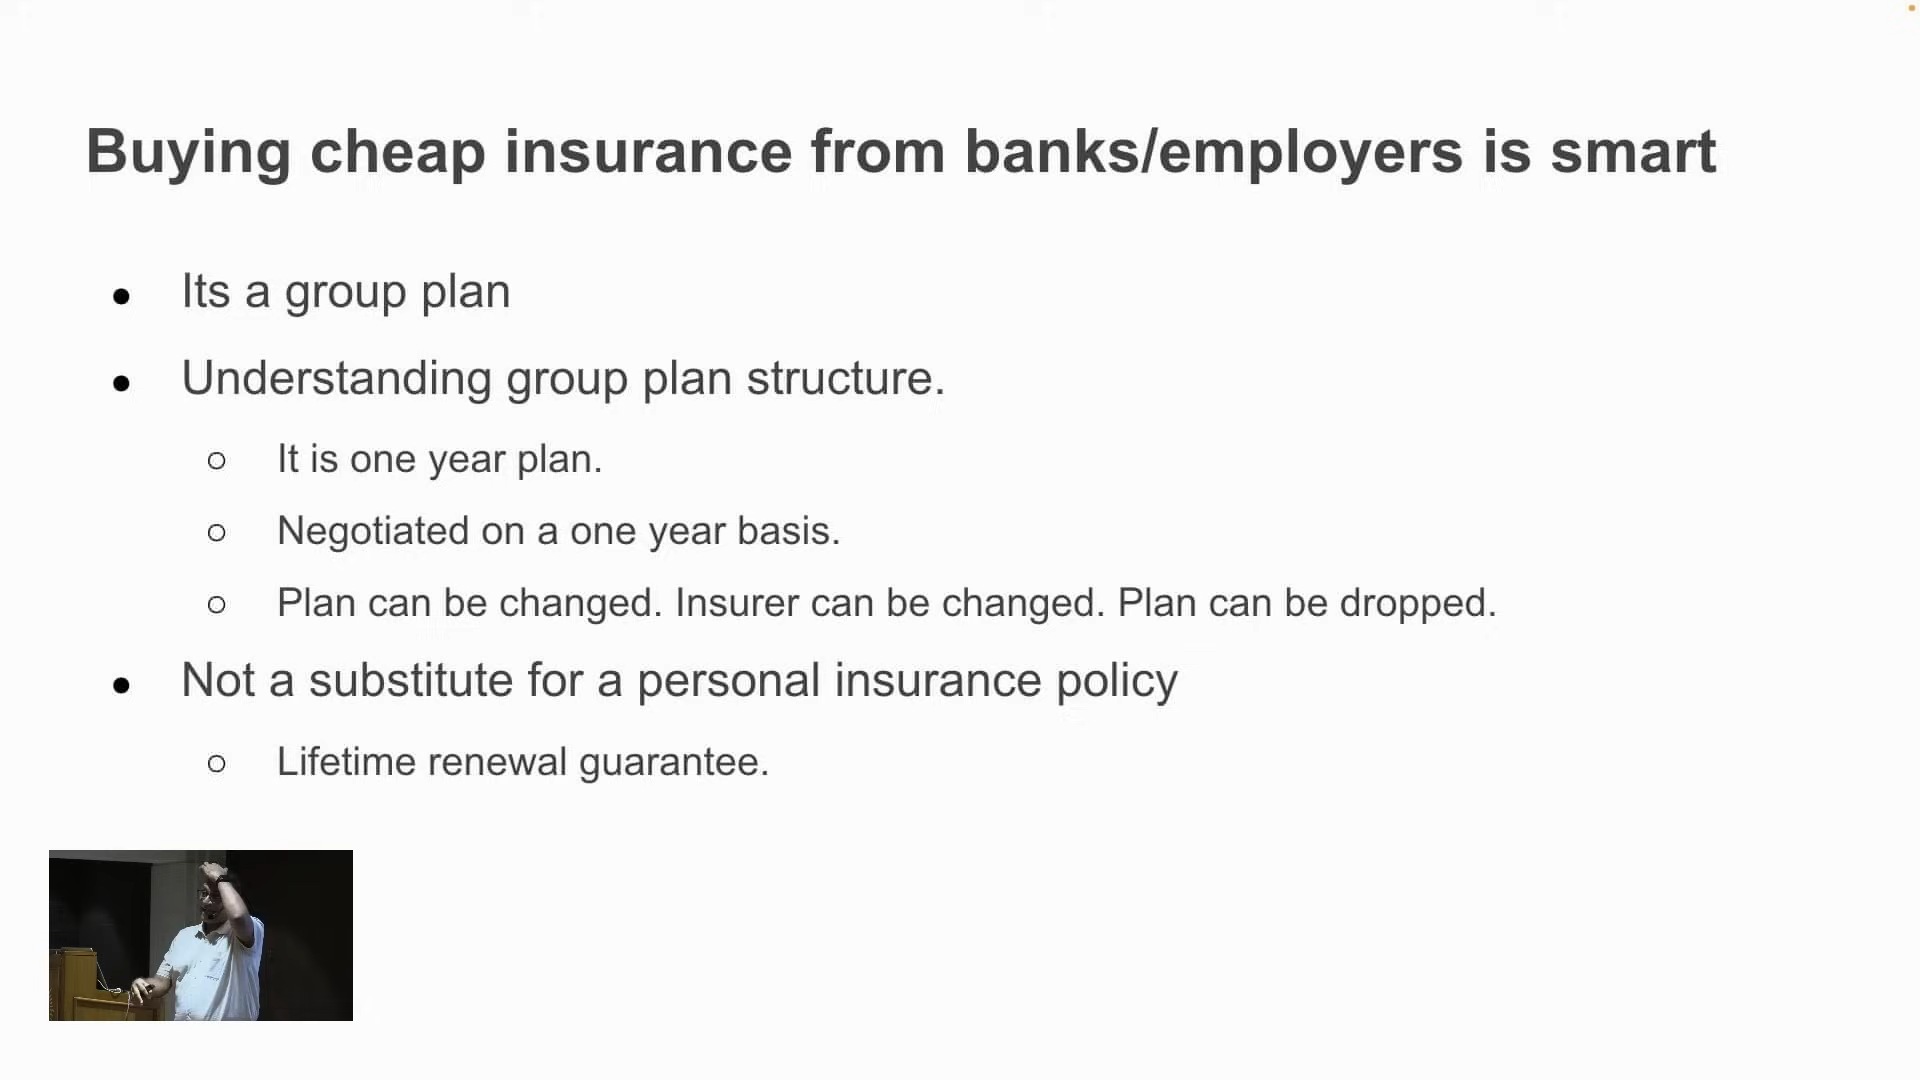 Buying cheap insurance from banks/employers is smart
● Its a group plan
● Understanding group plan structure.
○ It is one year plan.
○ Negotiated on a one year basis.
○ Plan can be changed. Insurer can be changed. Plan can be dropped.
● Not a substitute for a personal insurance policy
○ Lifetime renewal guarantee.